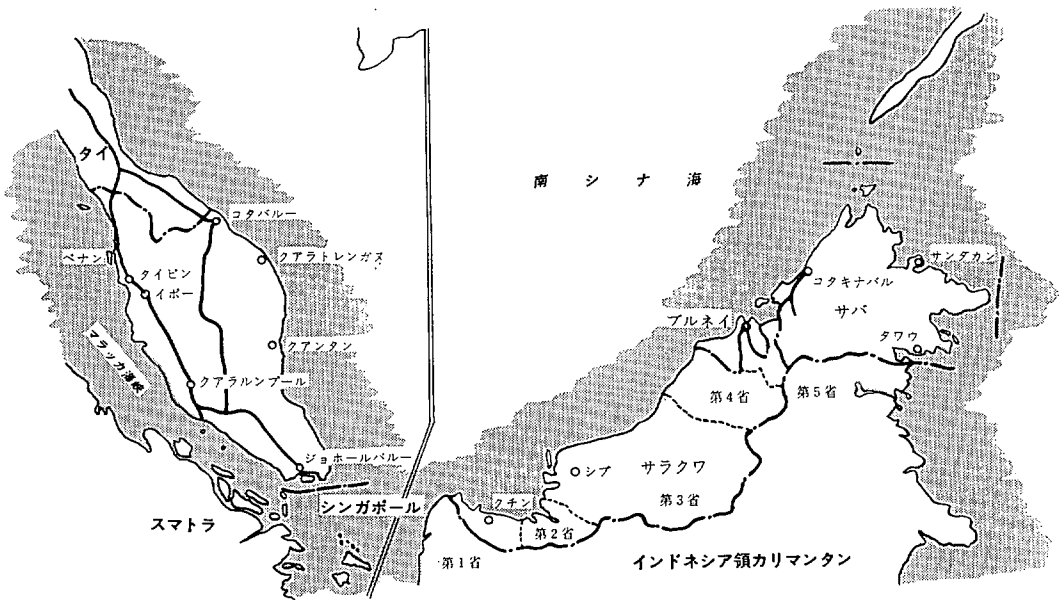 タイ
コタバルー
クアラトレンガヌ
ペナン
タイピン
イポー
マラッカ海峡
クアンタン
クアラルンプール
ジョホールバルー
シンガポール
スマトラ
南シナ海
サンダカン
コタキナバル
サバ
ブルネイ
タワウ
第4省
第5省
シブ
サラクワ
第3省
クチン
第2省
第1省
インドネシア領カリマンタン